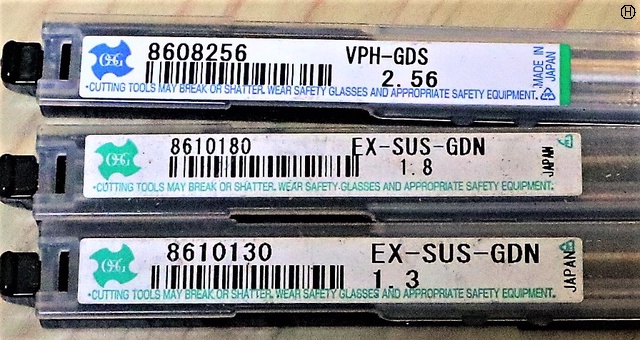 H
OSG
8608256
VPH-GDS
2.56
MADE IN
JAPAN
•CUTTING TOOLS MAY BREAK OR SHATTER. WEAR SAFETY GLASSES AND APPROPRIATE SAFETY EQUIPMENT.
OSG
8610180
EX-SUS-GDN
1.8
JAPAN
•CUTTING TOOLS MAY BREAK OR SHATTER. WEAR SAFETY GLASSES AND APPROPRIATE SAFETY EQUIPMENT.
OSG
8610130
EX-SUS-GDN
1.3
JAPAN
•CUTTING TOOLS MAY BREAK OR SHATTER. WEAR SAFETY GLASSES AND APPROPRIATE SAFETY EQUIPMENT.